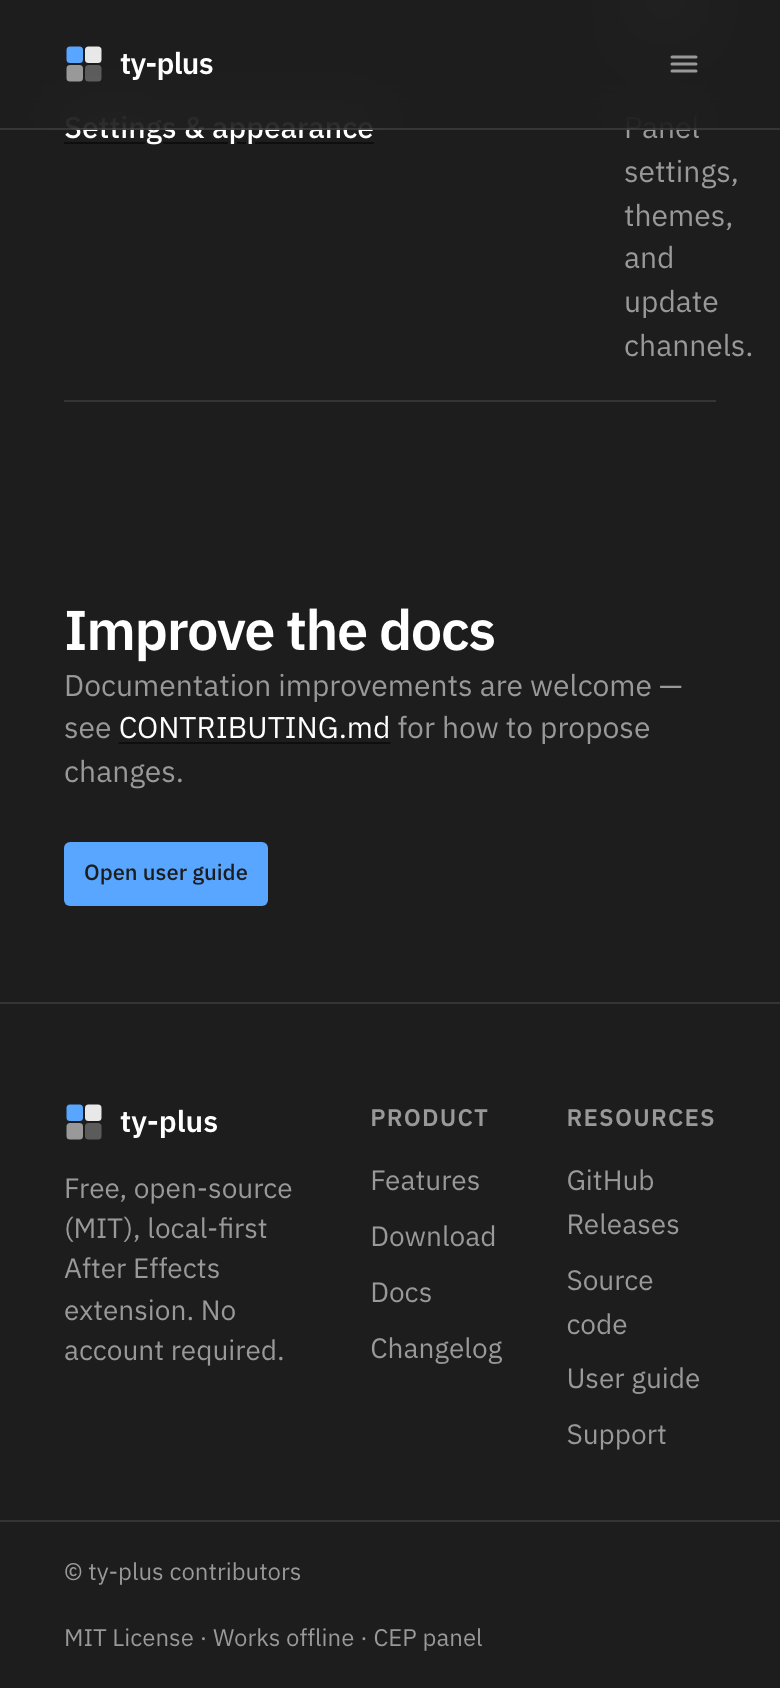 ty-plus
Settings & appearance
Panel
settings,
themes,
and
update
channels.
Improve the docs
Documentation improvements are welcome —
see CONTRIBUTING.md for how to propose
changes.
Open user guide
ty-plus
Free, open-source
(MIT), local-first
After Effects
extension. No
account required.
PRODUCT
Features
Download
Docs
Changelog
RESOURCES
GitHub
Releases
Source
code
User guide
Support
© ty-plus contributors
MIT License · Works offline · CEP panel